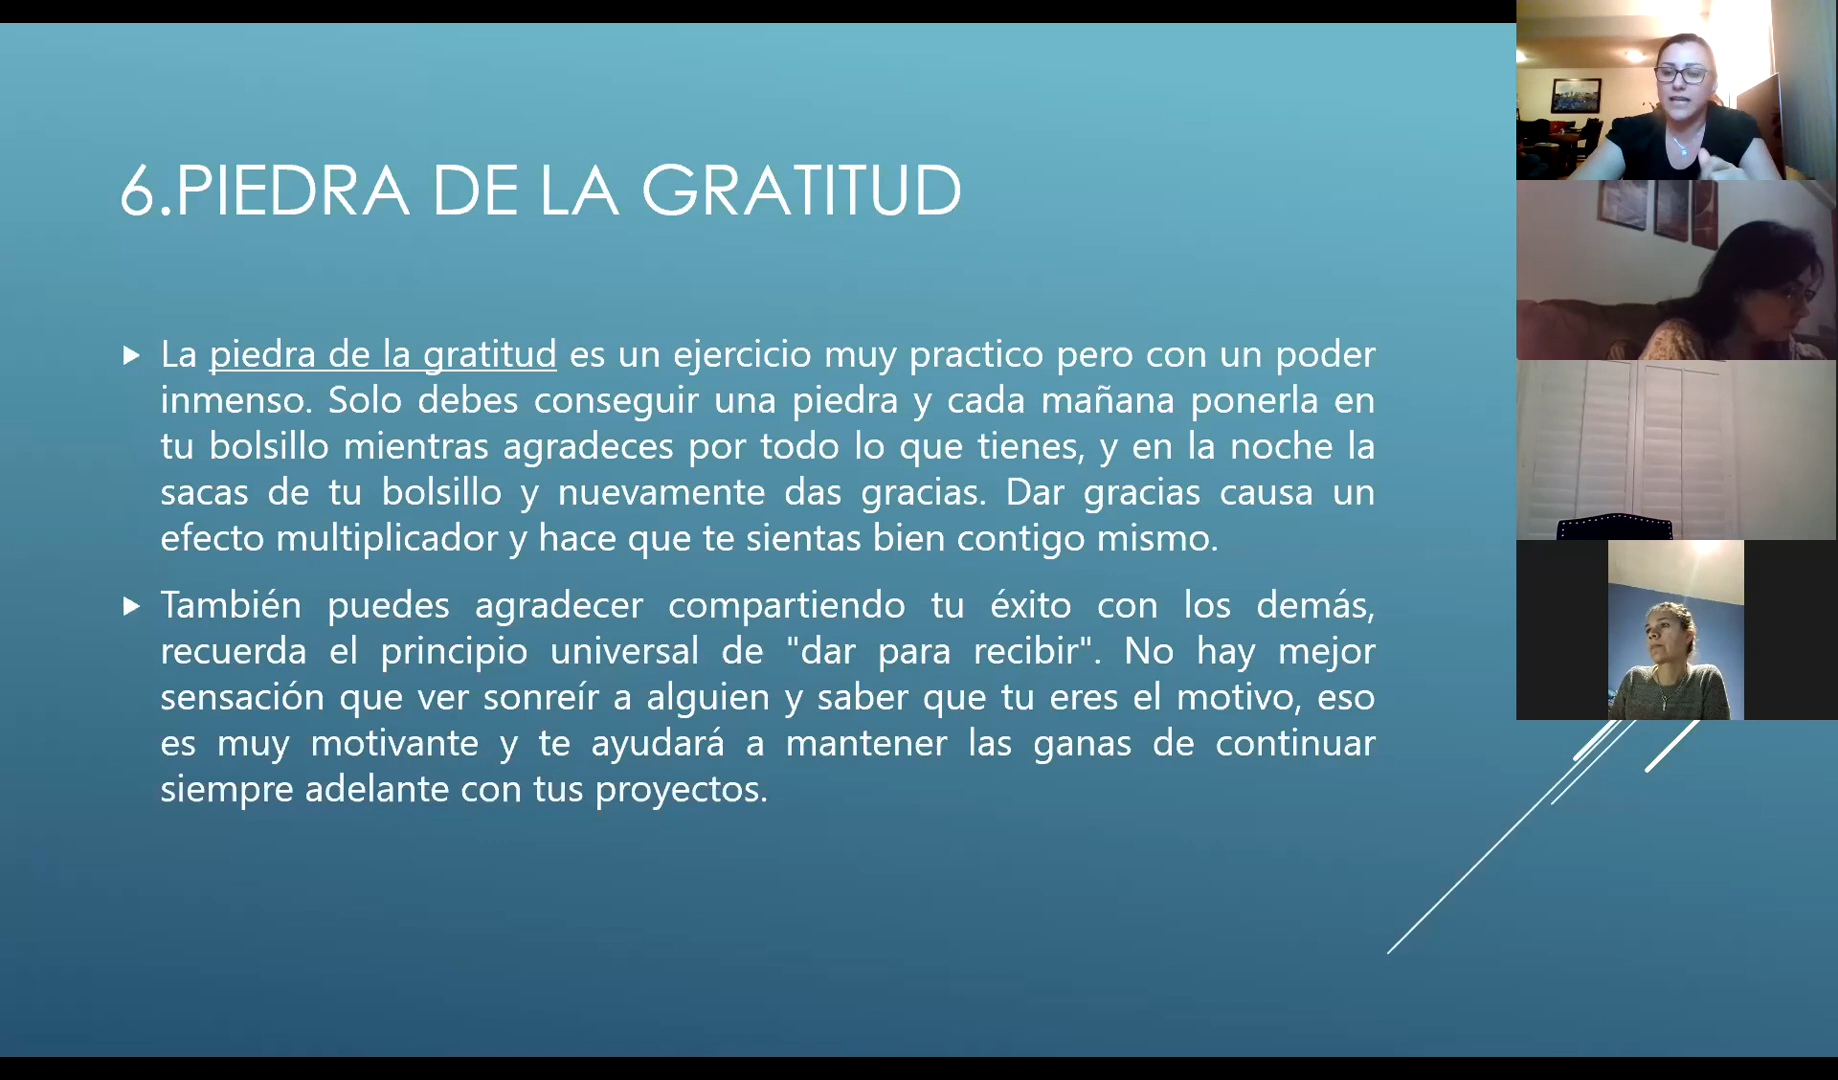 6.PIEDRA DE LA GRATITUD
La piedra de la gratitud es un ejercicio muy practico pero con un poder
inmenso. Solo debes conseguir una piedra y cada mañana ponerla en
tu bolsillo mientras agradeces por todo lo que tienes, y en la noche la
sacas de tu bolsillo y nuevamente das gracias. Dar gracias causa un
efecto multiplicador y hace que te sientas bien contigo mismo.
También puedes agradecer compartiendo tu éxito con los demás,
recuerda el principio universal de "dar para recibir". No hay mejor
sensación que ver sonreír a alguien y saber que tu eres el motivo, eso
es muy motivante y te ayudará a mantener las ganas de continuar
siempre adelante con tus proyectos.